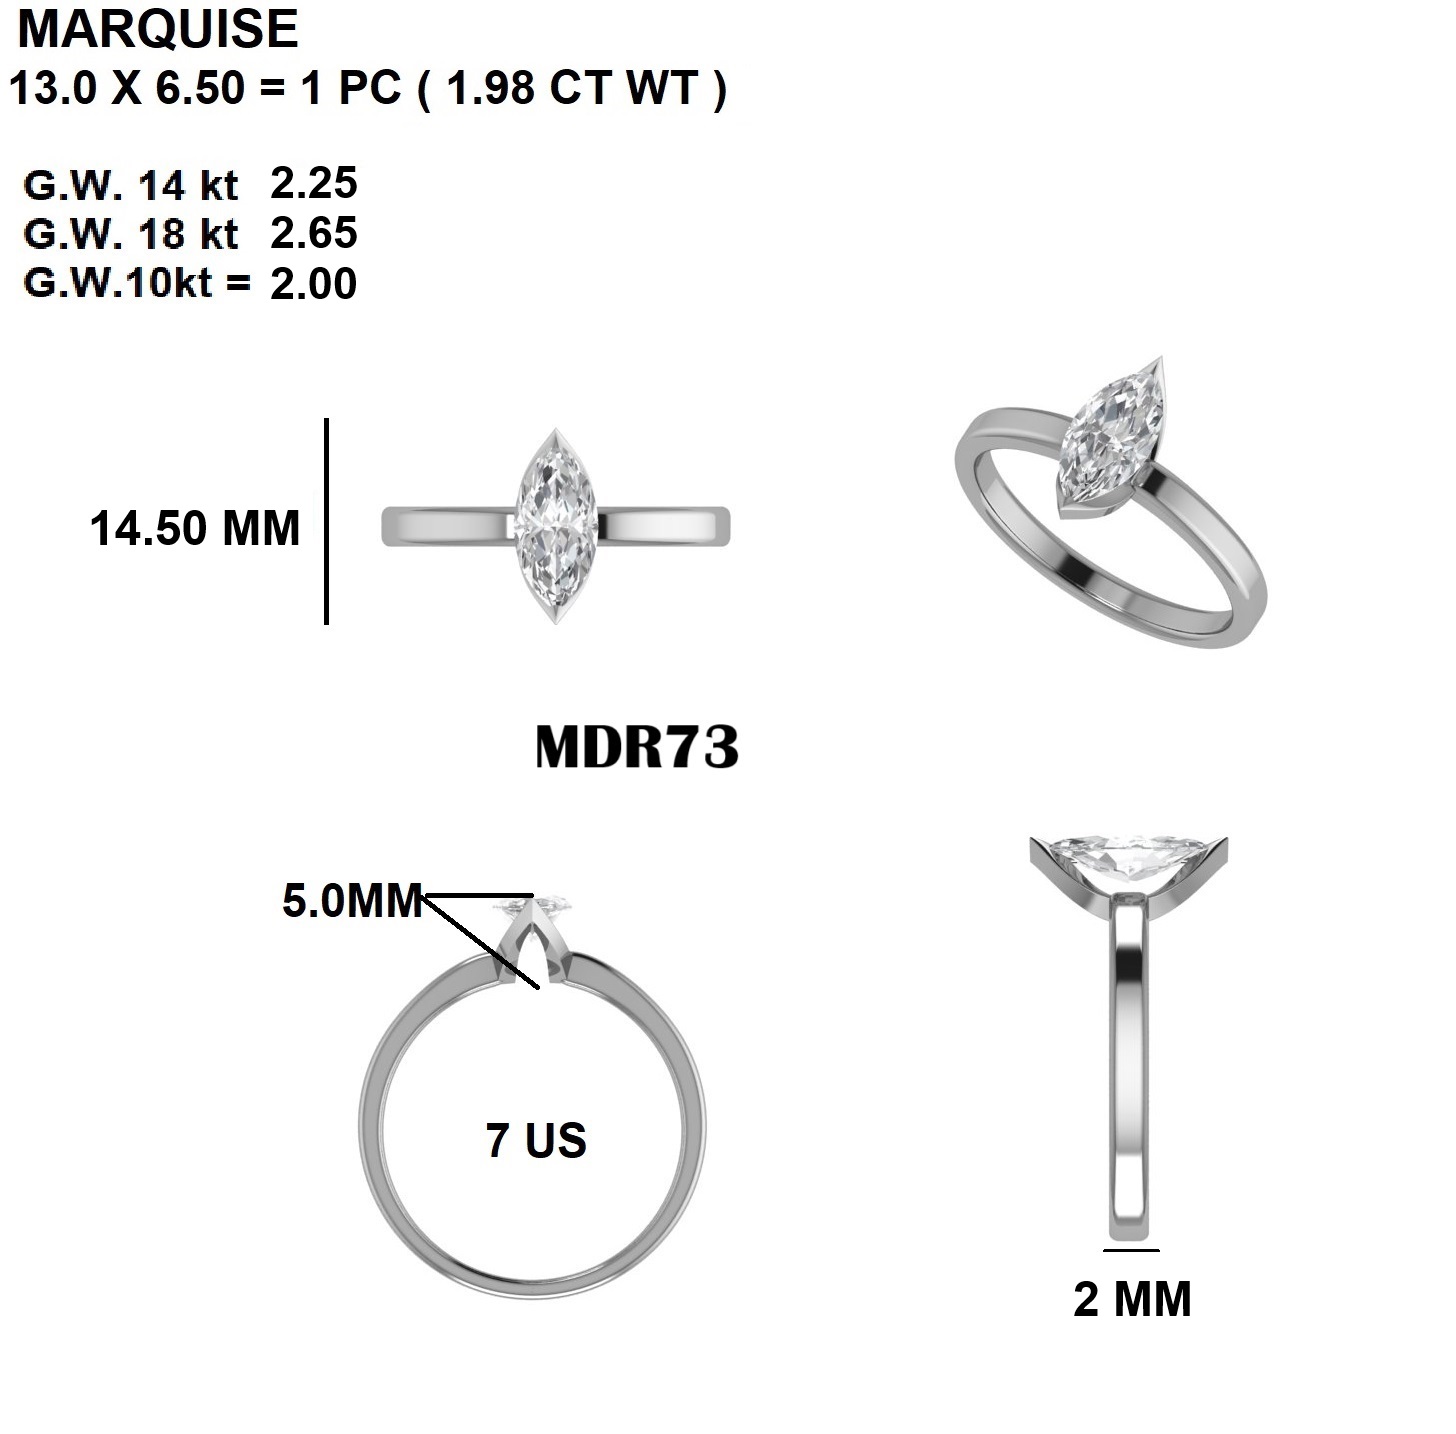 MARQUISE
13.0 X 6.50 = 1 PC ( 1.98 CT WT )
G.W. 14 kt 2.25
G.W. 18 kt 2.65
G.W.10kt = 2.00
14.50 MM
MDR73
5.0MM
7 US
2 MM